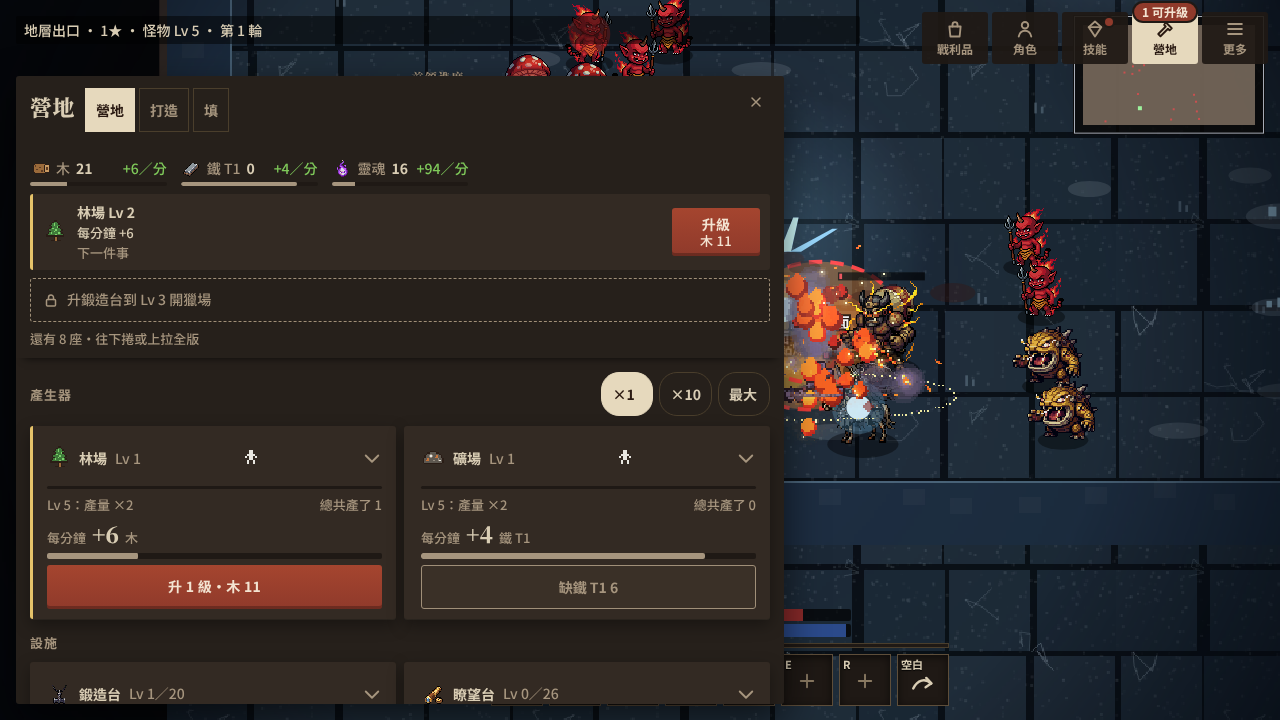 地層出口 • 1★ • 怪物 Lv 5 • 第 1 輪
1 可升級
戰利品
角色
技能
營地
更多
營地
營地
打造
填
木 21 +6／分
鐵 T1 0 +4／分
靈魂 16 +94／分
林場 Lv 2
每分鐘 +6
下一件事
升級
木 11
升鍛造台到 Lv 3 開獵場
還有 8 座・往下捲或上拉全版
產生器
×1
×10
最大
林場 Lv 1
Lv 5：產量 ×2
總共產了 1
每分鐘 +6 木
升 1 級・木 11
礦場 Lv 1
Lv 5：產量 ×2
總共產了 0
每分鐘 +4 鐵 T1
缺鐵 T1 6
設施
鍛造台 Lv 1／20
瞭望台 Lv 0／26
E
R
空白